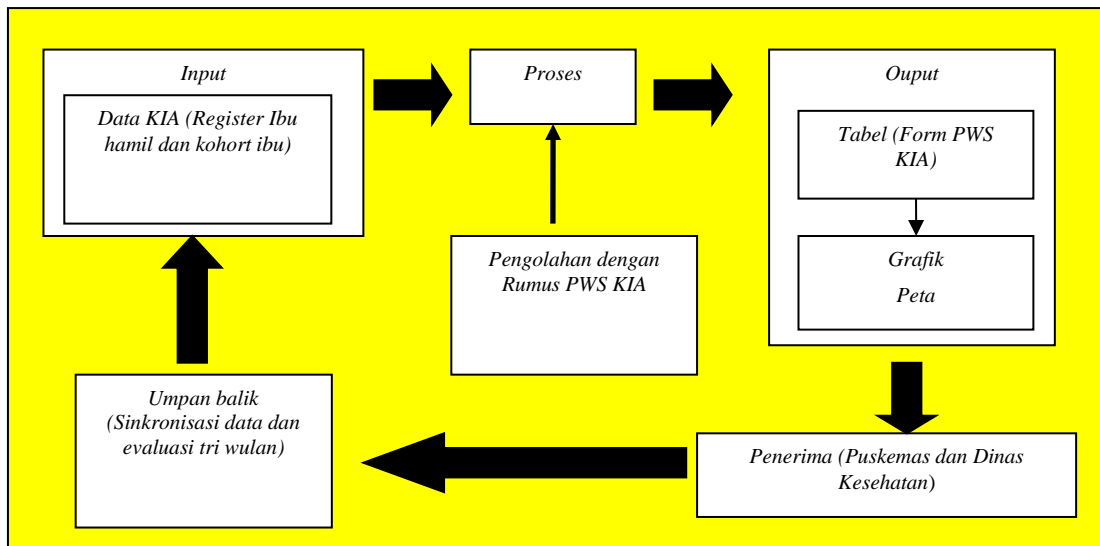 Input
Data KIA (Register Ibu
hamil dan kohort ibu)
Proses
Pengolahan dengan
Rumus PWS KIA
Ouput
Tabel (Form PWS
KIA)
Grafik
Peta
Penerima (Puskemas dan Dinas
Kesehatan)
Umpan balik
(Sinkronisasi data dan
evaluasi tri wulan)